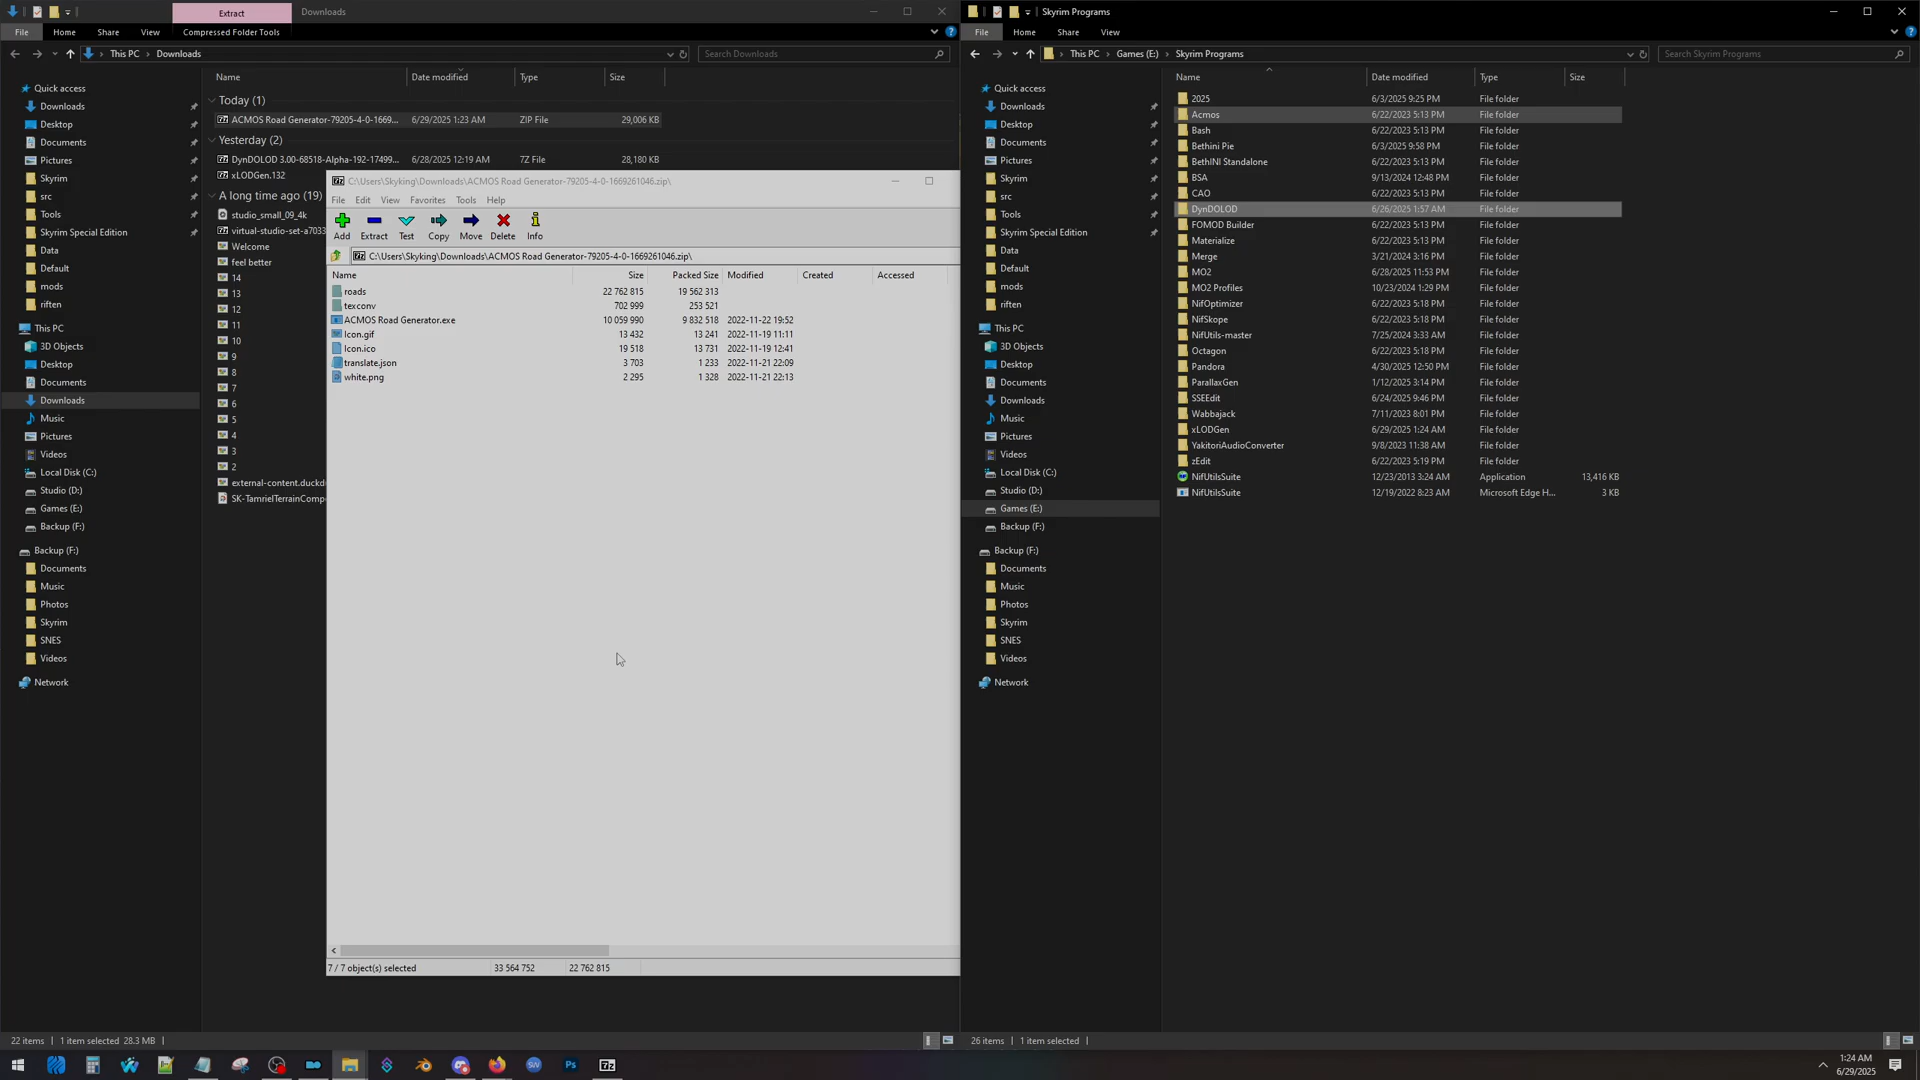 Extract
Downloads
File
Home
Share
View
Compressed Folder Tools
This PC > Downloads
Search Downloads
Quick access
Downloads
Desktop
Documents
Pictures
Skyrim
src
Tools
Skyrim Special Edition
Data
Default
mods
riften
This PC
3D Objects
Desktop
Documents
Downloads
Music
Pictures
Videos
Local Disk (C:)
Studio (D:)
Games (E:)
Backup (F:)
Backup (F:)
Documents
Music
Photos
Skyrim
SNES
Videos
Network
Name Date modified Type Size
Today (1)
ACMOS Road Generator-79205-4-0-1669... 6/29/2025 1:23 AM ZIP File 29,006 KB
Yesterday (2)
DynDOLOD 3.00-68518-Alpha-192-17499... 6/28/2025 12:19 AM 7Z File 28,180 KB
xLODGen.132
A long time ago (19)
studio_small_09_4k
virtual-studio-set-a7033
Welcome
feel better
14
13
12
11
10
9
8
7
6
5
4
3
2
external-content.duckd
SK-TamrielTerrainComp
C:\Users\Skyking\Downloads\ACMOS Road Generator-79205-4-0-1669261046.zip\
File Edit View Favorites Tools Help
Add Extract Test Copy Move Delete Info
C:\Users\Skyking\Downloads\ACMOS Road Generator-79205-4-0-1669261046.zip\
Name Size Packed Size Modified Created Accessed
roads 22 762 815 19 562 313
texconv 702 999 253 521
ACMOS Road Generator.exe 10 059 990 9 832 518 2022-11-22 19:52
Icon.gif 13 432 13 241 2022-11-19 11:11
Icon.ico 19 518 13 731 2022-11-19 12:41
translate.json 3 703 1 233 2022-11-21 22:09
white.png 2 295 1 328 2022-11-21 22:13
7 / 7 object(s) selected 33 564 752 22 762 815
22 items 1 item selected 28.3 MB
Skyrim Programs
File
Home
Share
View
This PC > Games (E:) > Skyrim Programs
Search Skyrim Programs
Quick access
Downloads
Desktop
Documents
Pictures
Skyrim
src
Tools
Skyrim Special Edition
Data
Default
mods
riften
This PC
3D Objects
Desktop
Documents
Downloads
Music
Pictures
Videos
Local Disk (C:)
Studio (D:)
Games (E:)
Backup (F:)
Backup (F:)
Documents
Music
Photos
Skyrim
SNES
Videos
Network
Name Date modified Type Size
2025 6/3/2025 9:25 PM File folder
Acmos 6/22/2023 5:13 PM File folder
Bash 6/22/2023 5:13 PM File folder
Bethini Pie 6/3/2025 9:58 PM File folder
BethINI Standalone 6/22/2023 5:13 PM File folder
BSA 9/13/2024 12:48 PM File folder
CAO 6/22/2023 5:13 PM File folder
DynDOLOD 6/26/2025 1:57 AM File folder
FOMOD Builder 6/22/2023 5:13 PM File folder
Materialize 6/22/2023 5:13 PM File folder
Merge 3/21/2024 3:16 PM File folder
MO2 6/28/2025 11:53 PM File folder
MO2 Profiles 10/23/2024 1:29 PM File folder
NifOptimizer 6/22/2023 5:18 PM File folder
NifSkope 6/22/2023 5:18 PM File folder
NifUtils-master 7/25/2024 3:33 AM File folder
Octagon 6/22/2023 5:18 PM File folder
Pandora 4/30/2025 12:50 PM File folder
ParallaxGen 1/12/2025 3:14 PM File folder
SSEEdit 6/24/2025 9:46 PM File folder
Wabbajack 7/11/2023 8:01 PM File folder
xLODGen 6/29/2025 1:24 AM File folder
YakitoriAudioConverter 9/8/2023 11:38 AM File folder
zEdit 6/22/2023 5:19 PM File folder
NifUtilsSuite 12/23/2013 3:24 AM Application 13,416 KB
NifUtilsSuite 12/19/2022 8:23 AM Microsoft Edge H... 3 KB
26 items 1 item selected
1:24 AM
6/29/2025